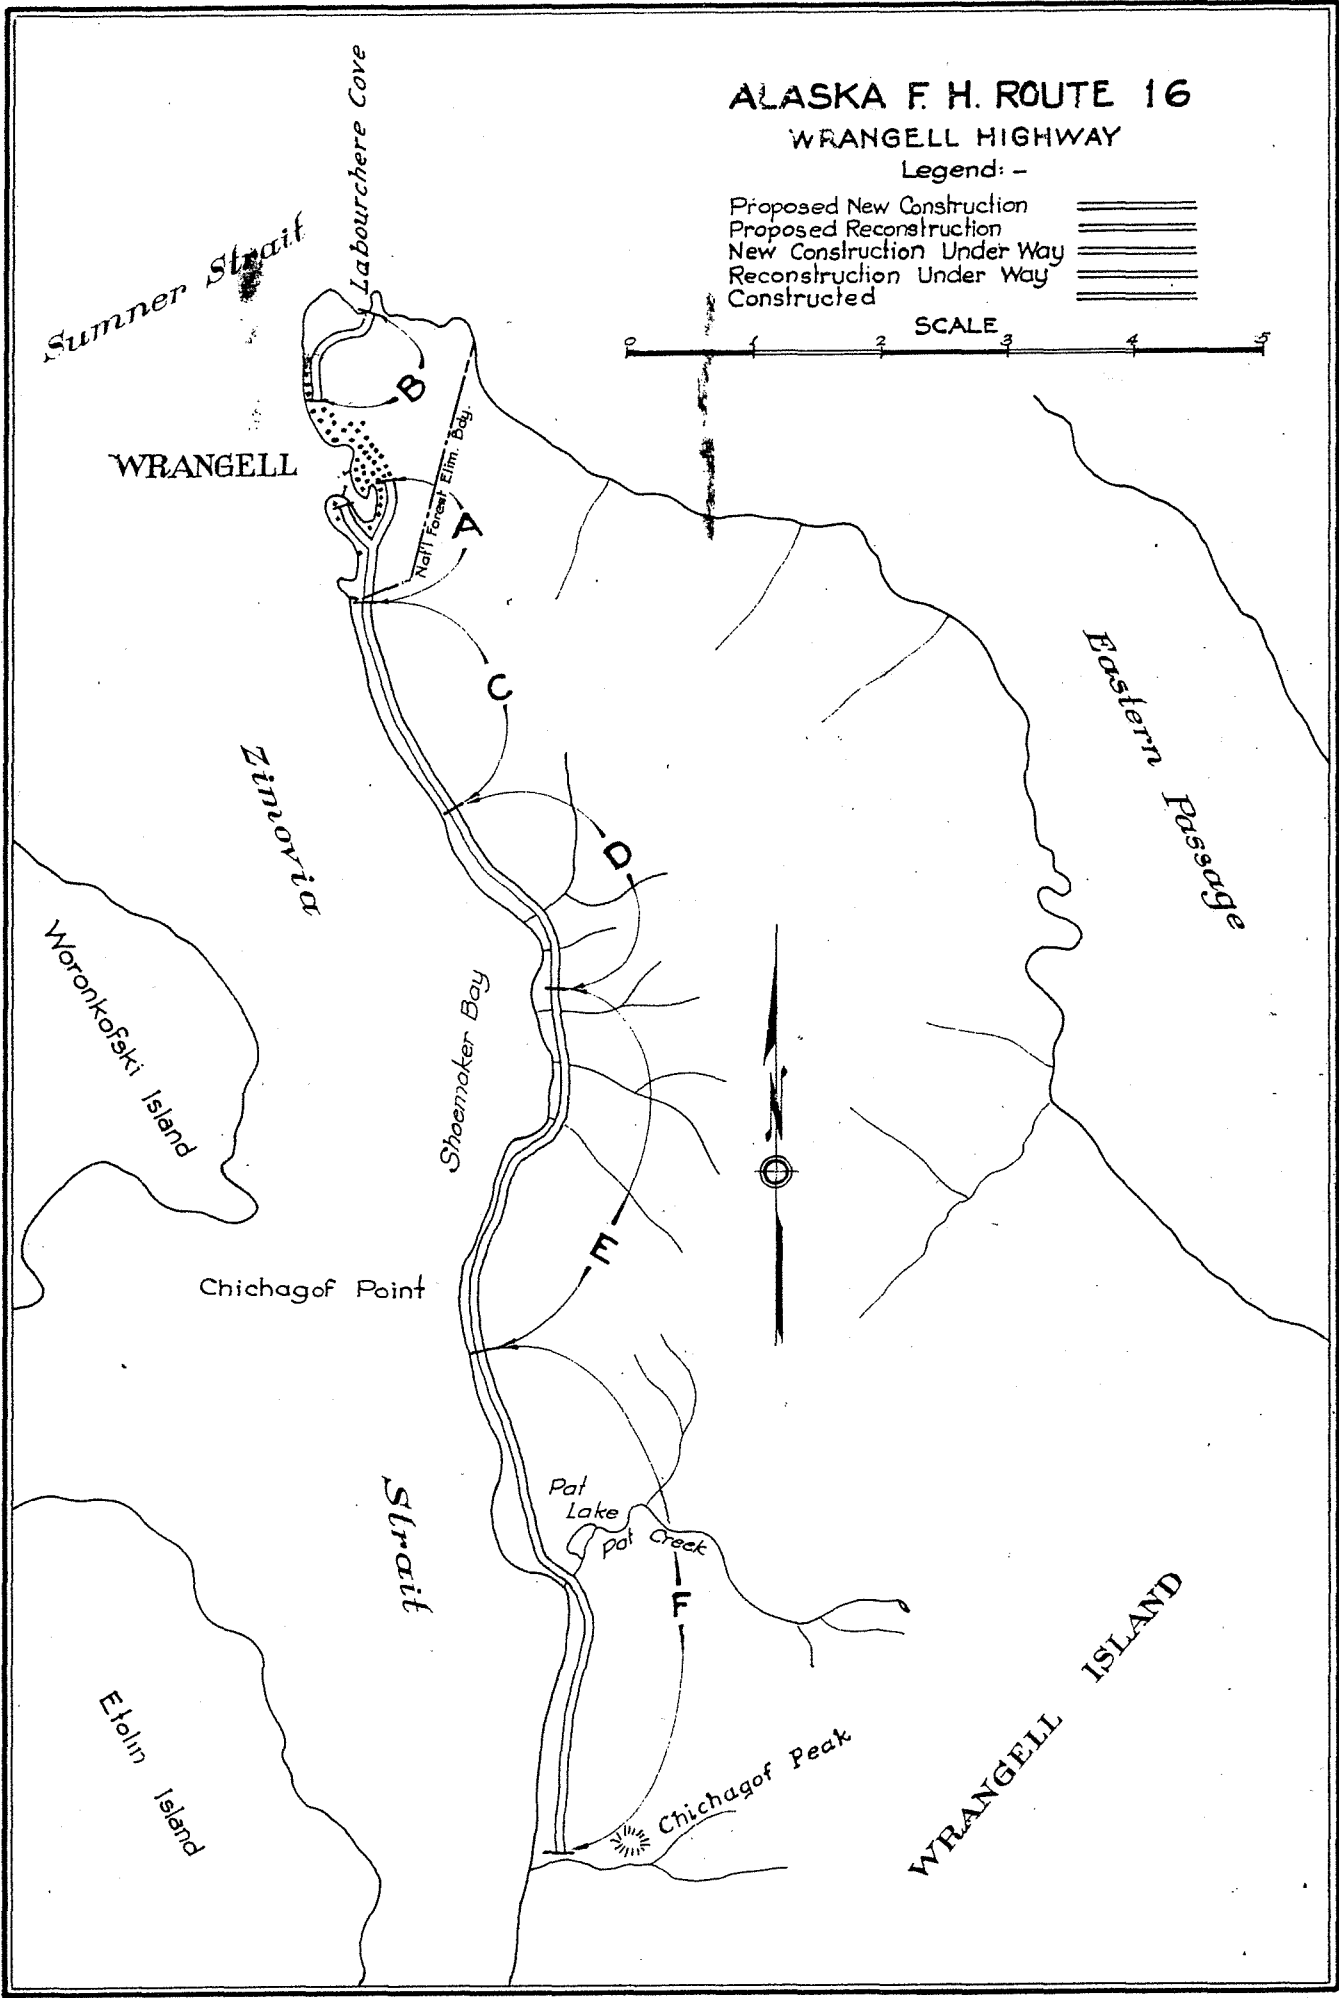 ALASKA F. H. ROUTE 16
WRANGELL HIGHWAY
Legend: -
Proposed New Construction
Proposed Reconstruction
New Construction Under Way
Reconstruction Under Way
Constructed
SCALE
0 1 2 3 4 5
Labourchere Cove
Sumner Strait
B
WRANGELL
Nat'l Forest Elim. Bdy.
A
C
Eastern Passage
Zimovia
D
Woronkofski Island
Shoemaker Bay
E
Chichagof Point
Strait
Pat
Lake
Pat Creek
F
Etolin Island
Chichagof Peak
WRANGELL ISLAND